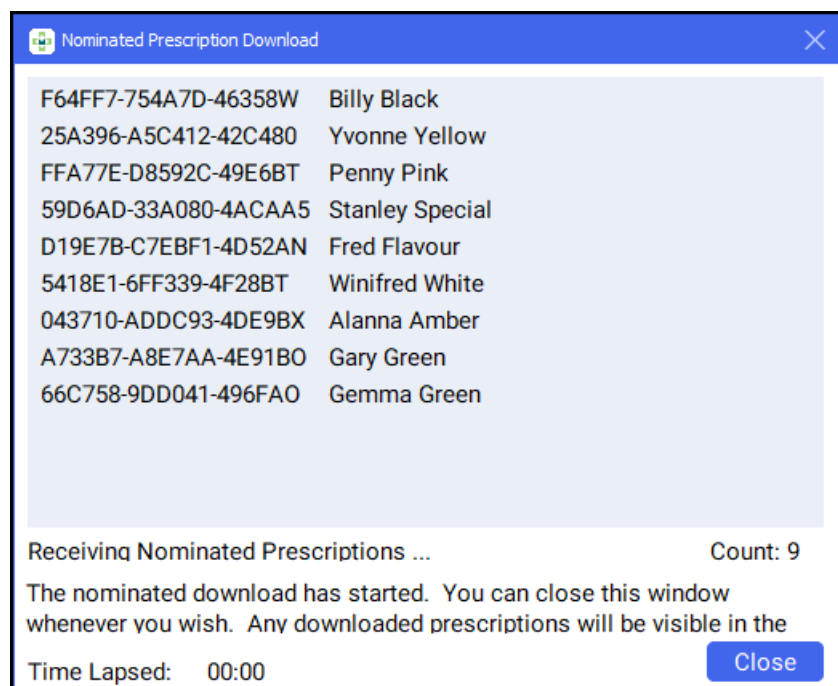 Nominated Prescription Download
F64FF7-754A7D-46358W Billy Black
25A396-A5C412-42C480 Yvonne Yellow
FFA77E-D8592C-49E6BT Penny Pink
59D6AD-33A080-4ACAA5 Stanley Special
D19E7B-C7EBF1-4D52AN Fred Flavour
5418E1-6FF339-4F28BT Winifred White
043710-ADDC93-4DE9BX Alanna Amber
A733B7-A8E7AA-4E91BO Gary Green
66C758-9DD041-496FAO Gemma Green
Receiving Nominated Prescriptions ... Count: 9
The nominated download has started. You can close this window
whenever you wish. Any downloaded prescriptions will be visible in the
Time Lapsed: 00:00 Close